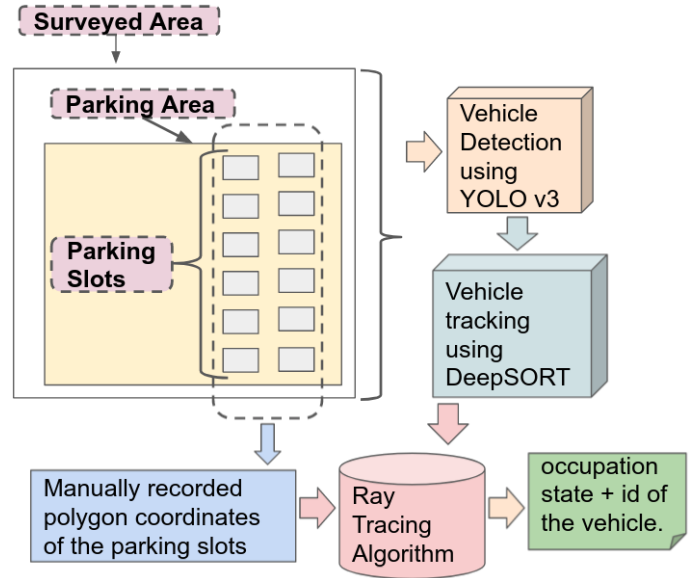 Surveyed Area
Parking Area
Parking
Slots
Vehicle
Detection
using
YOLO v3
Vehicle
tracking
using
DeepSORT
Manually recorded
polygon coordinates
of the parking slots
Ray
Tracing
Algorithm
occupation
state + id of
the vehicle.